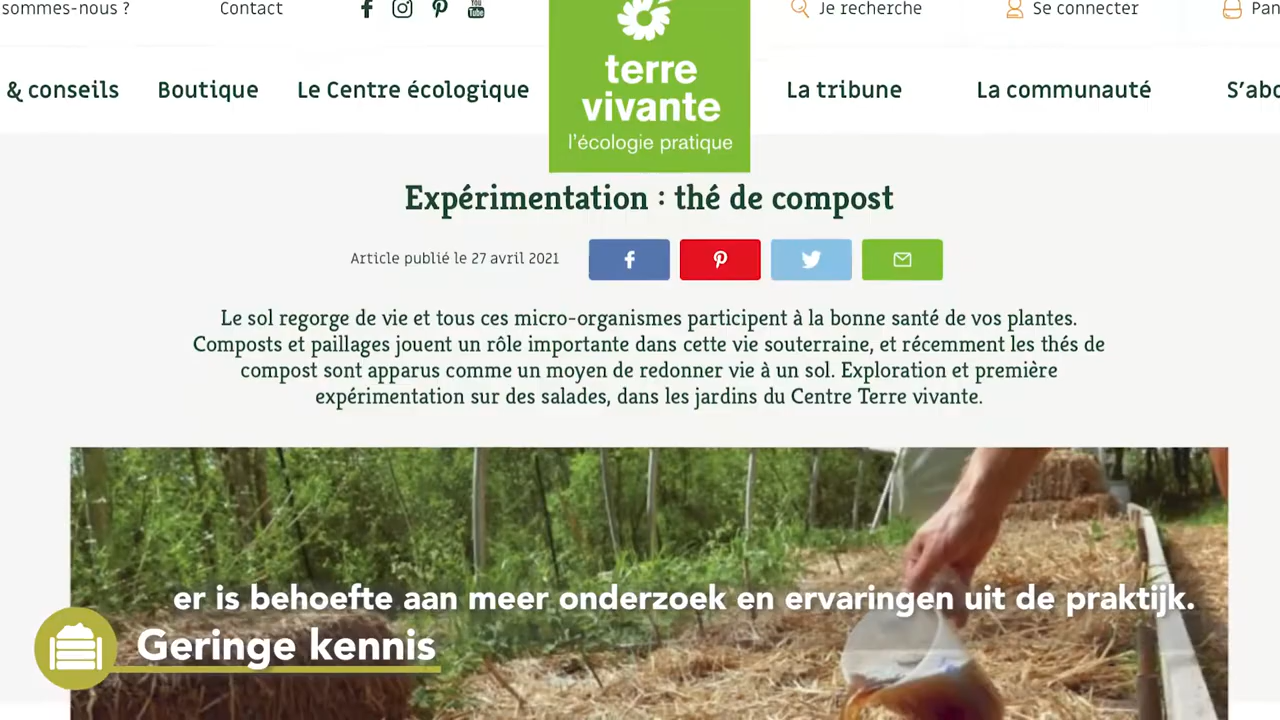 sommes-nous ?
Contact
You
Tube
Je recherche
Se connecter
Pan
& conseils
Boutique
Le Centre écologique
terre
vivante
l'écologie pratique
La tribune
La communauté
S'abo
Expérimentation : thé de compost
Article publié le 27 avril 2021
Le sol regorge de vie et tous ces micro-organismes participent à la bonne santé de vos plantes.
Composts et paillages jouent un rôle importante dans cette vie souterraine, et récemment les thés de
compost sont apparus comme un moyen de redonner vie à un sol. Exploration et première
expérimentation sur des salades, dans les jardins du Centre Terre vivante.
er is behoefte aan meer onderzoek en ervaringen uit de praktijk.
Geringe kennis